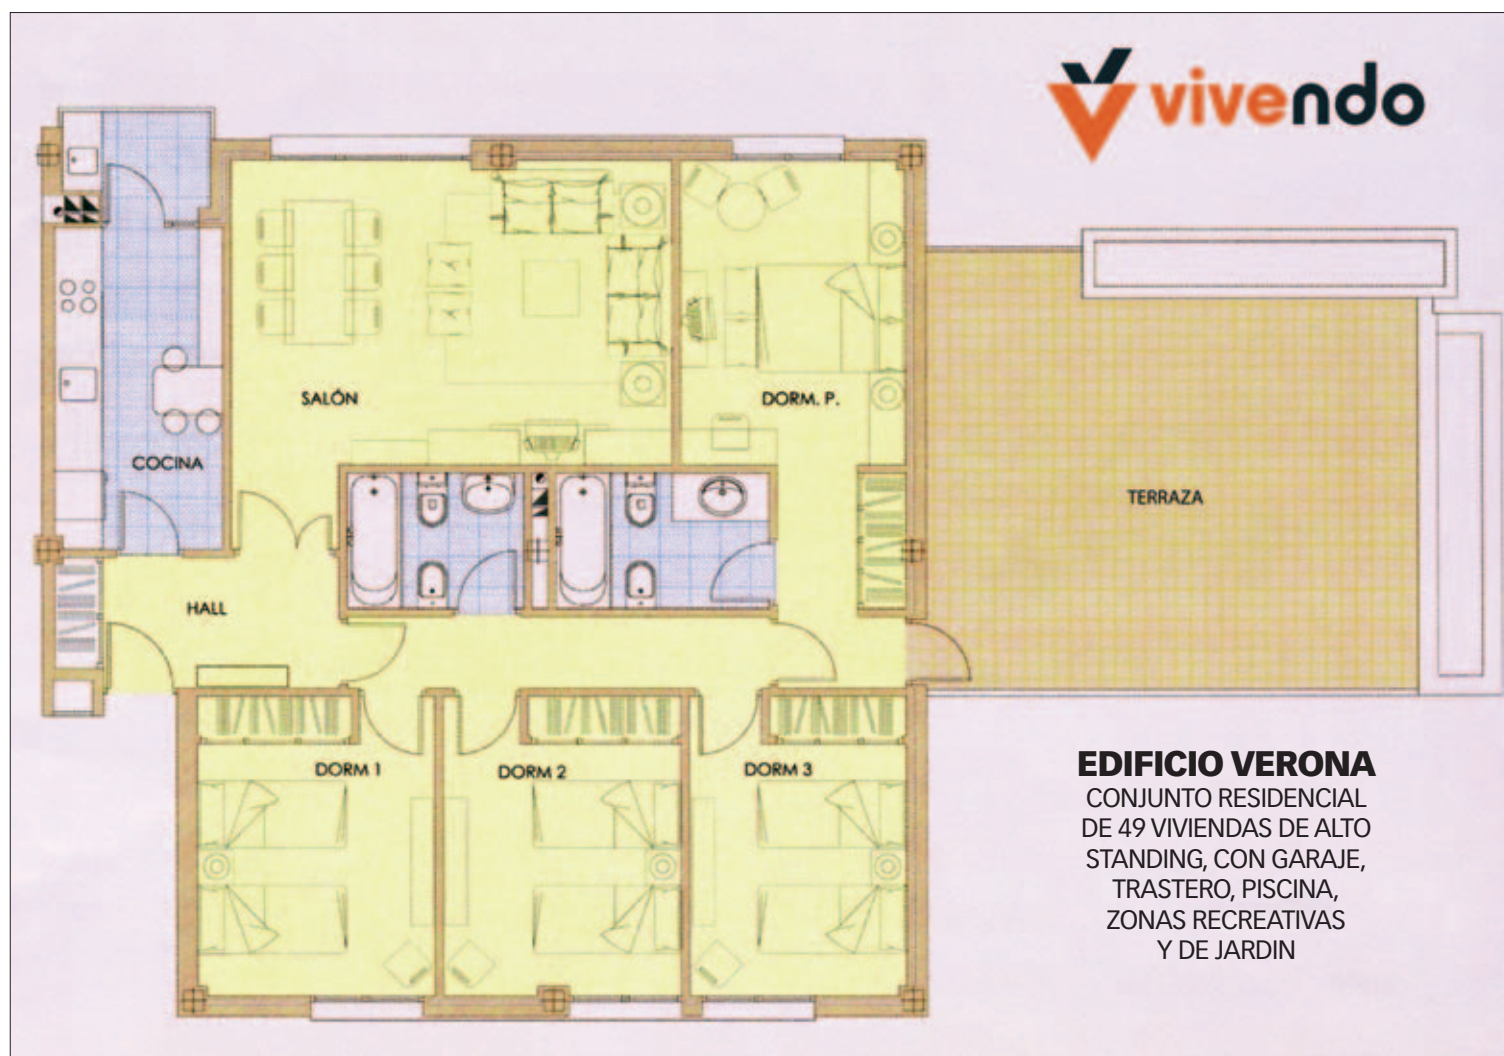 vivendo
SALÓN
DORM. P.
COCINA
TERRAZA
HALL
DORM 1
DORM 2
DORM 3
EDIFICIO VERONA
CONJUNTO RESIDENCIAL
DE 49 VIVIENDAS DE ALTO
STANDING, CON GARAJE,
TRASTERO, PISCINA,
ZONAS RECREATIVAS
Y DE JARDIN